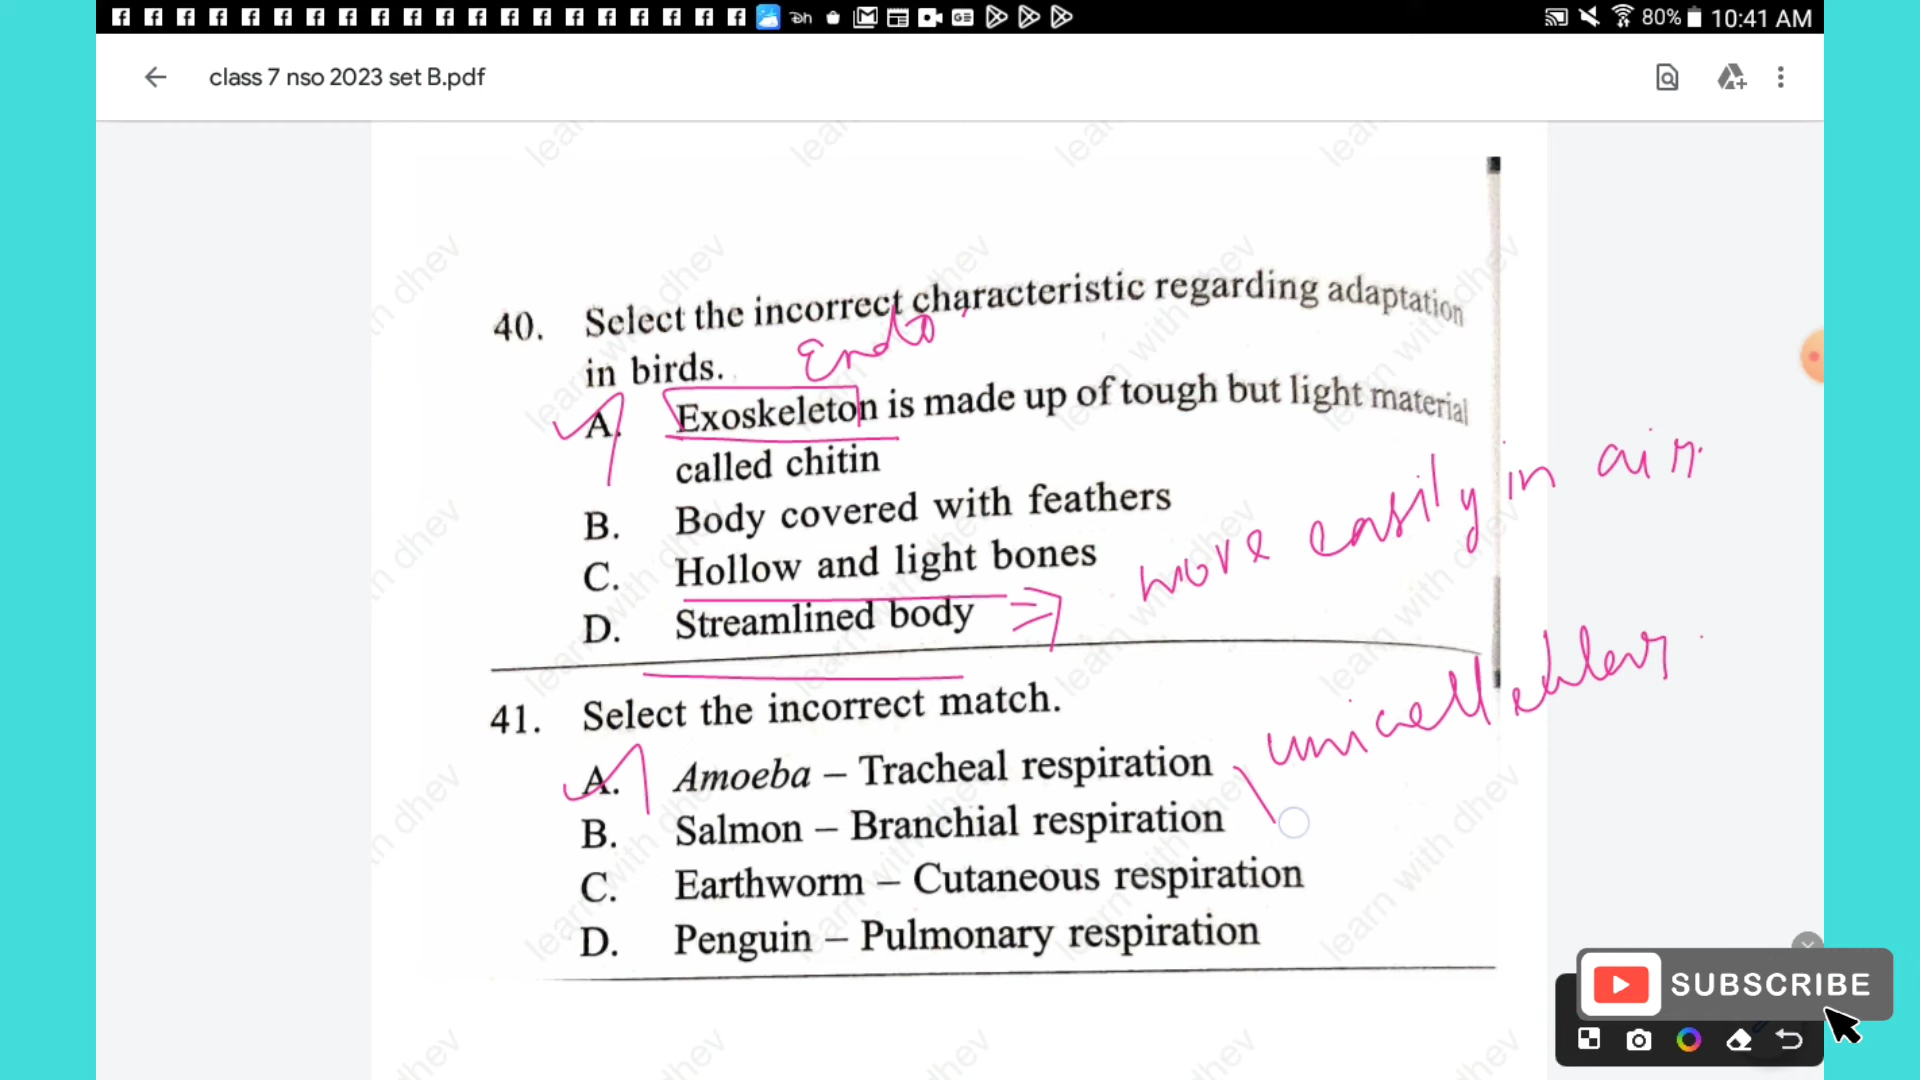 80% 10:41 AM
class 7 nso 2023 set B.pdf
40. Select the incorrect characteristic regarding adaptation
in birds.
Endo
A. Exoskeleton is made up of tough but light material
called chitin
B. Body covered with feathers
C. Hollow and light bones
D. Streamlined body
move easily in air.
41. Select the incorrect match.
A. Amoeba – Tracheal respiration
B. Salmon – Branchial respiration
C. Earthworm – Cutaneous respiration
D. Penguin – Pulmonary respiration
SUBSCRIBE
learn with dhev